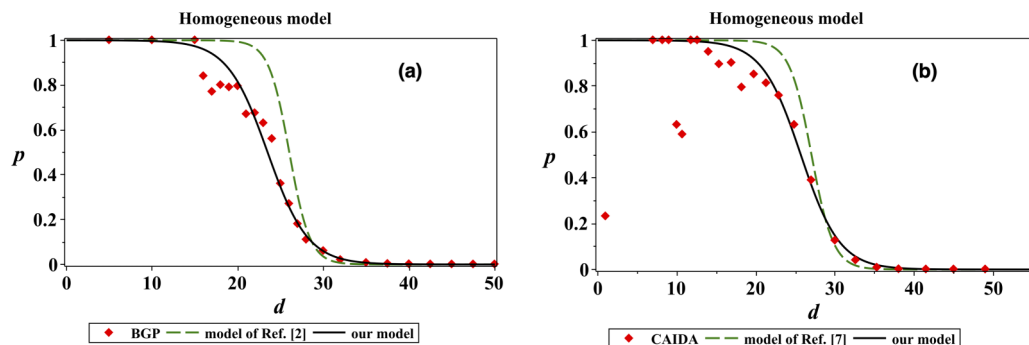 Homogeneous model
(a)
1
0.8
0.6
p
0.4
0.2
0
0 10 20 30 40 50
d
BGP model of Ref. [2] our model
Homogeneous model
(b)
1
0.8
0.6
p
0.4
0.2
0
0 10 20 30 40 50
d
CAIDA model of Ref. [7] our model